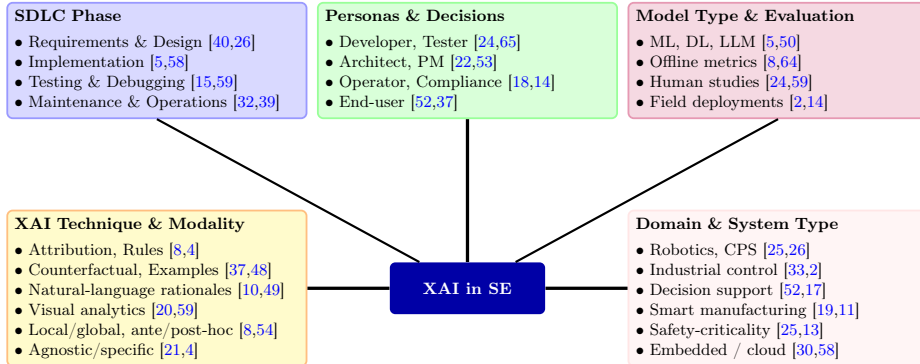 SDLC Phase
• Requirements & Design [40,26]
• Implementation [5,58]
• Testing & Debugging [15,59]
• Maintenance & Operations [32,39]
Personas & Decisions
• Developer, Tester [24,65]
• Architect, PM [22,53]
• Operator, Compliance [18,14]
• End-user [52,37]
Model Type & Evaluation
• ML, DL, LLM [5,50]
• Offline metrics [8,64]
• Human studies [24,59]
• Field deployments [2,14]
XAI Technique & Modality
• Attribution, Rules [8,4]
• Counterfactual, Examples [37,48]
• Natural-language rationales [10,49]
• Visual analytics [20,59]
• Local/global, ante/post-hoc [8,54]
• Agnostic/specific [21,4]
XAI in SE
Domain & System Type
• Robotics, CPS [25,26]
• Industrial control [33,2]
• Decision support [52,17]
• Smart manufacturing [19,11]
• Safety-criticality [25,13]
• Embedded / cloud [30,58]